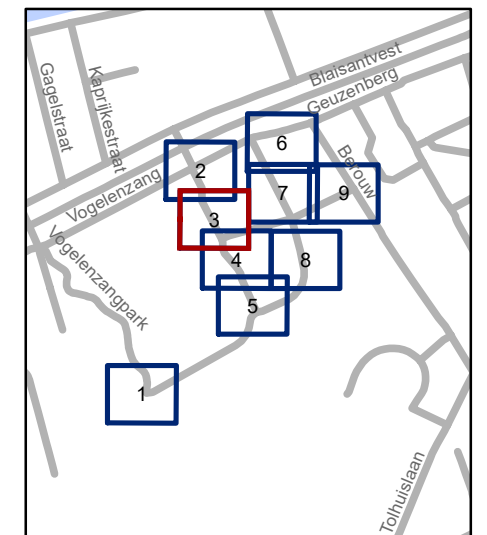 Blaisantvest
Geuzenberg
Gagelstraat
Kaprijkestraat
6
Berouw
2
7
9
Vogelenzang
3
Vogelenzangpark
4
8
5
1
Tolhuislaan